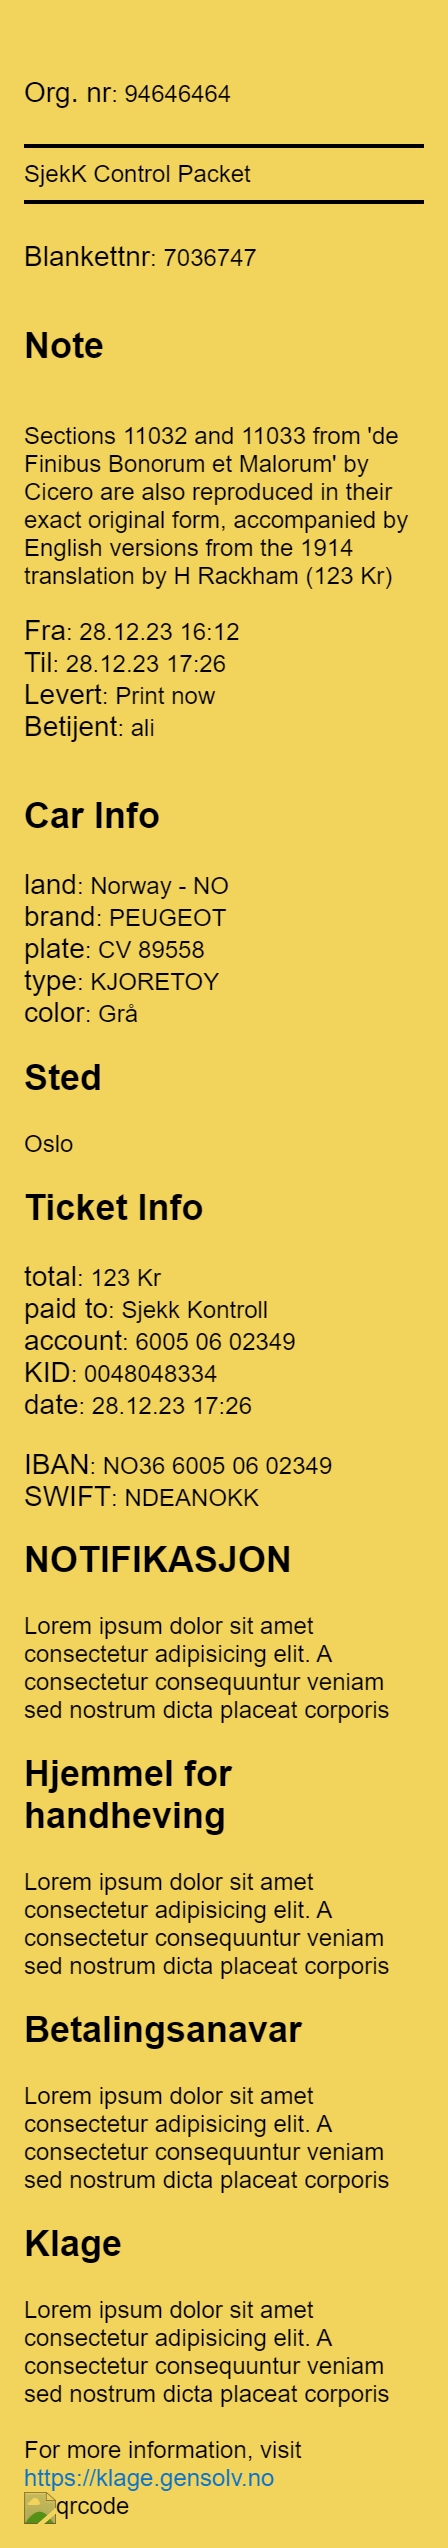 Org. nr: 94646464
SjekK Control Packet
Blankettnr: 7036747
Note
Sections 11032 and 11033 from 'de
Finibus Bonorum et Malorum' by
Cicero are also reproduced in their
exact original form, accompanied by
English versions from the 1914
translation by H Rackham (123 Kr)
Fra: 28.12.23 16:12
Til: 28.12.23 17:26
Levert: Print now
Betijent: ali
Car Info
land: Norway - NO
brand: PEUGEOT
plate: CV 89558
type: KJORETOY
color: Grå
Sted
Oslo
Ticket Info
total: 123 Kr
paid to: Sjekk Kontroll
account: 6005 06 02349
KID: 0048048334
date: 28.12.23 17:26
IBAN: NO36 6005 06 02349
SWIFT: NDEANOKK
NOTIFIKASJON
Lorem ipsum dolor sit amet
consectetur adipisicing elit. A
consectetur consequuntur veniam
sed nostrum dicta placeat corporis
Hjemmel for
handheving
Lorem ipsum dolor sit amet
consectetur adipisicing elit. A
consectetur consequuntur veniam
sed nostrum dicta placeat corporis
Betalingsanavar
Lorem ipsum dolor sit amet
consectetur adipisicing elit. A
consectetur consequuntur veniam
sed nostrum dicta placeat corporis
Klage
Lorem ipsum dolor sit amet
consectetur adipisicing elit. A
consectetur consequuntur veniam
sed nostrum dicta placeat corporis
For more information, visit
https://klage.gensolv.no
qrcode